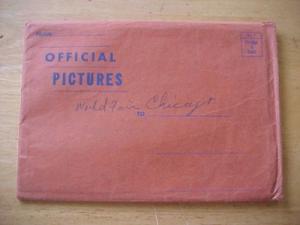 OFFICIAL
PICTURES
World Fair Chicago
TO